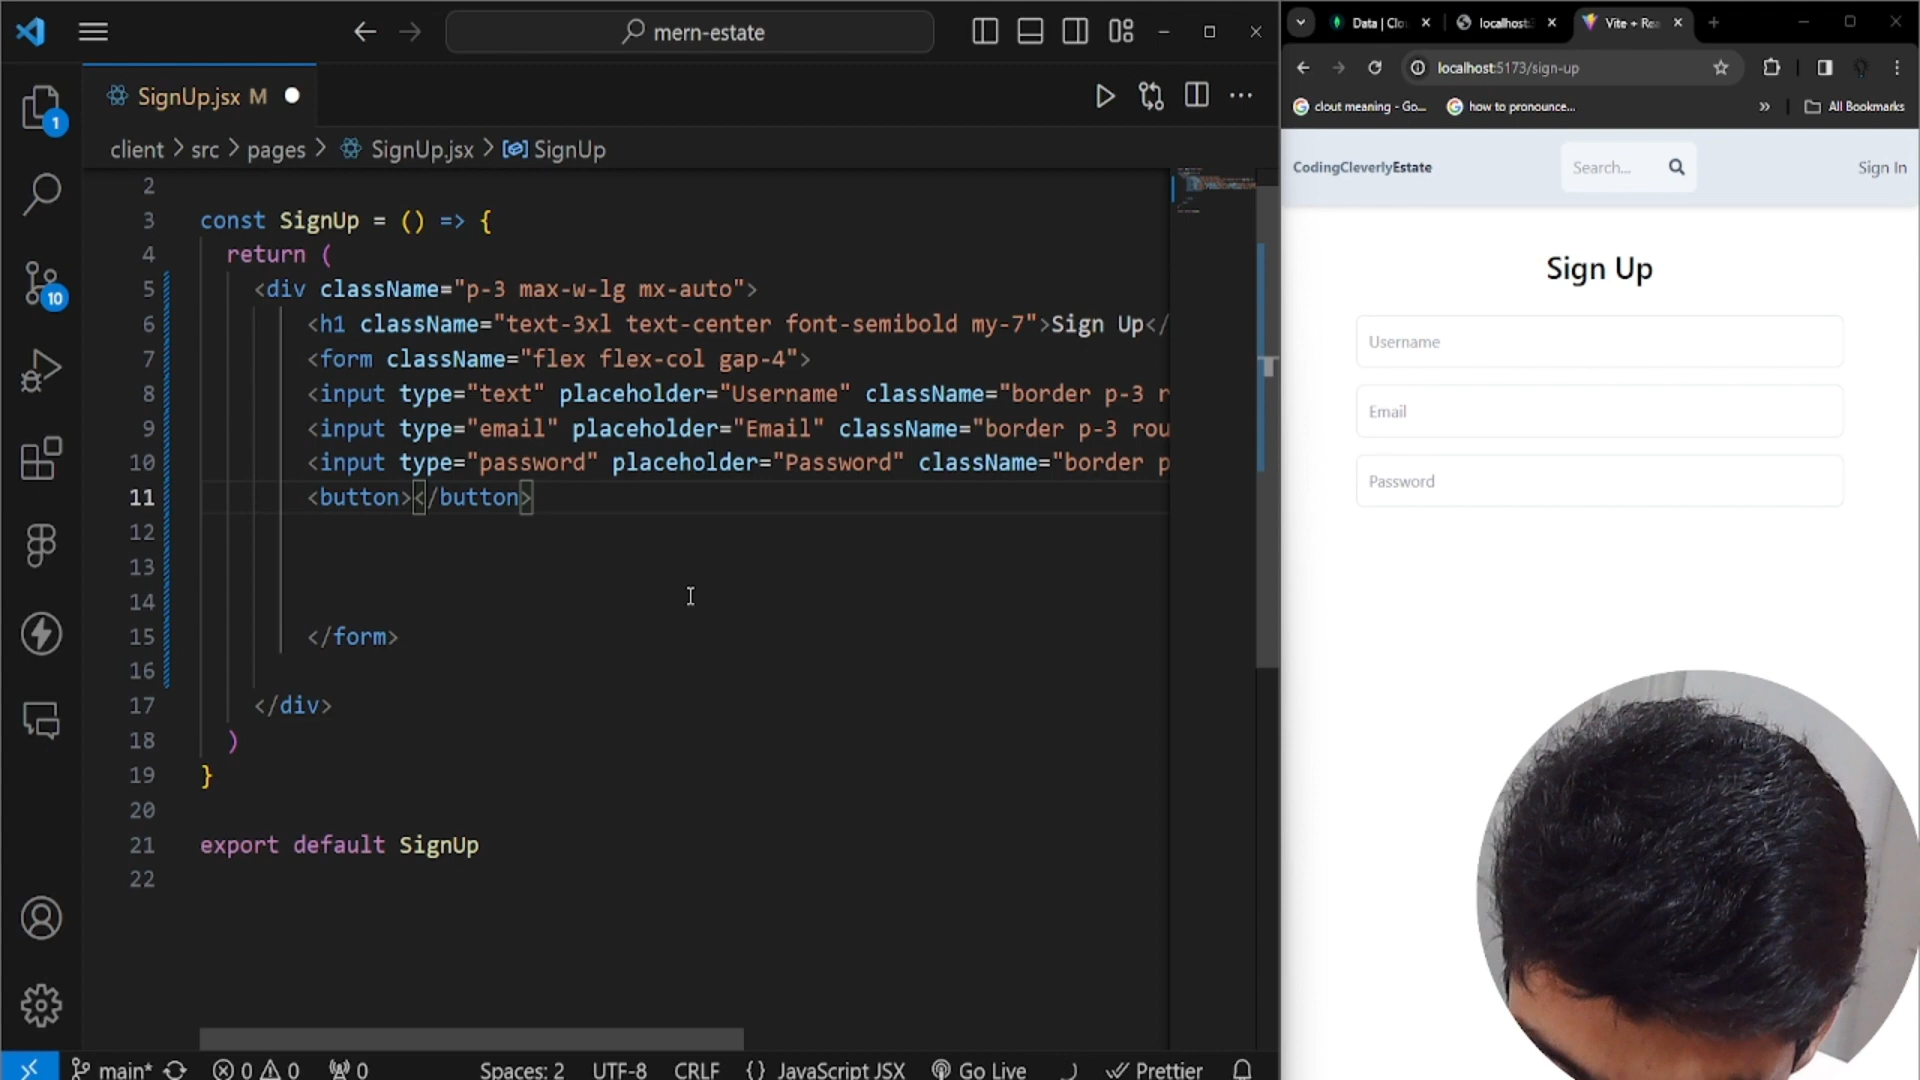 mern-estate
SignUp.jsx M
client > src > pages > SignUp.jsx > SignUp
1
10
2
3 const SignUp = () => {
4 return (
5 <div className="p-3 max-w-lg mx-auto">
6 <h1 className="text-3xl text-center font-semibold my-7">Sign Up</
7 <form className="flex flex-col gap-4">
8 <input type="text" placeholder="Username" className="border p-3 r
9 <input type="email" placeholder="Email" className="border p-3 rou
10 <input type="password" placeholder="Password" className="border p
11 <button></button>
12
13
14
15 </form>
16
17 </div>
18 )
19 }
20
21 export default SignUp
22
main* 0 0 0 Spaces: 2 UTF-8 CRLF {} JavaScript JSX Go Live Prettier
Data | Clo
localhost:
Vite + Rea
localhost:5173/sign-up
clout meaning - Go... how to pronounce... » All Bookmarks
CodingCleverlyEstate Search... Sign In
Sign Up
Username
Email
Password